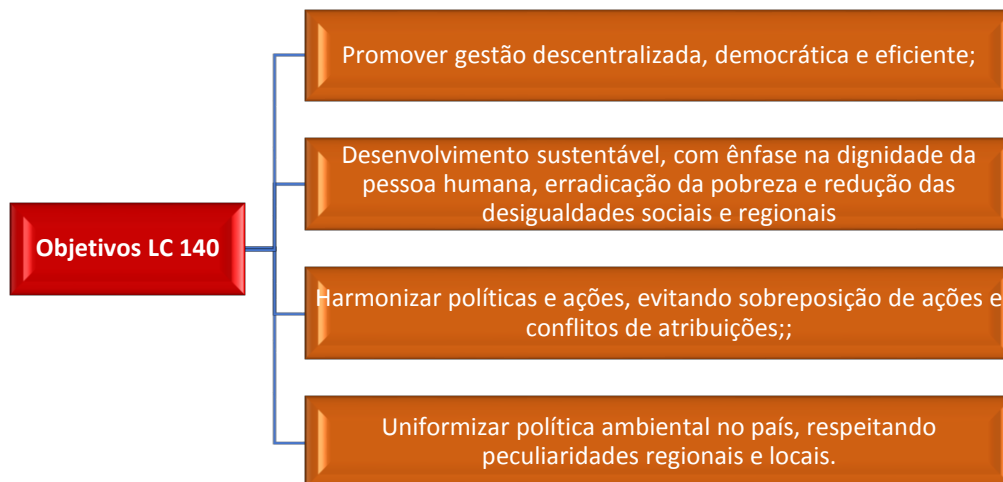 Objetivos LC 140
Promover gestão descentralizada, democrática e eficiente;
Desenvolvimento sustentável, com ênfase na dignidade da
pessoa humana, erradicação da pobreza e redução das
desigualdades sociais e regionais
Harmonizar políticas e ações, evitando sobreposição de ações e
conflitos de atribuições;;
Uniformizar política ambiental no país, respeitando
peculiaridades regionais e locais.